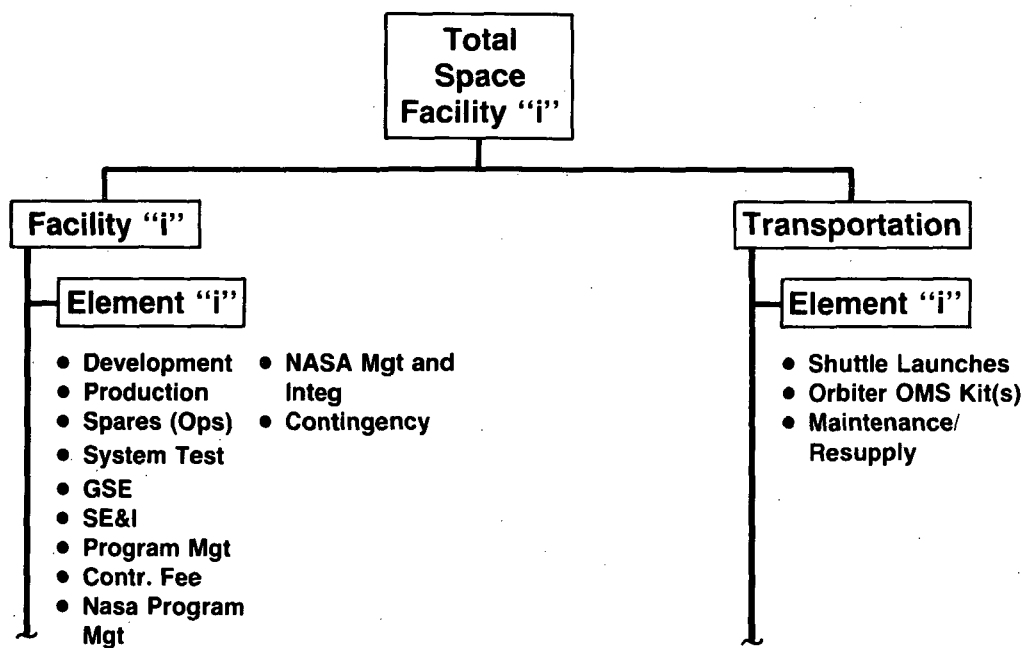 Total
Space
Facility “i”
Facility “i”
Transportation
Element “i”
● Development
● Production
● Spares (Ops)
● System Test
● GSE
● SE&I
● Program Mgt
● Contr. Fee
● Nasa Program
Mgt
● NASA Mgt and
Integ
● Contingency
Element “i”
● Shuttle Launches
● Orbiter OMS Kit(s)
● Maintenance/
Resupply